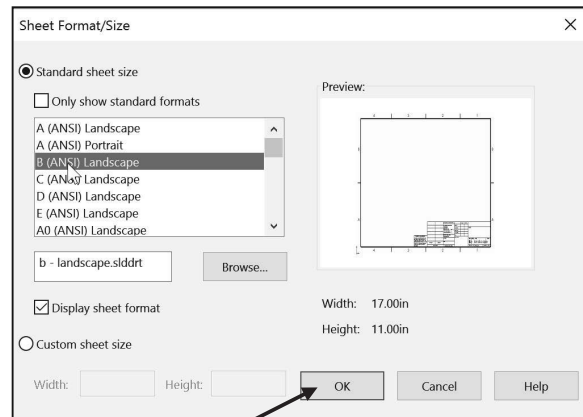 Sheet Format/Size
Standard sheet size
Only show standard formats
A (ANSI) Landscape
A (ANSI) Portrait
B (ANSI) Landscape
C (ANSI) Landscape
D (ANSI) Landscape
E (ANSI) Landscape
A0 (ANSI) Landscape
b - landscape.slddrt
Browse...
Display sheet format
Custom sheet size
Width:
Height:
Preview:
Width: 17.00in
Height: 11.00in
OK
Cancel
Help